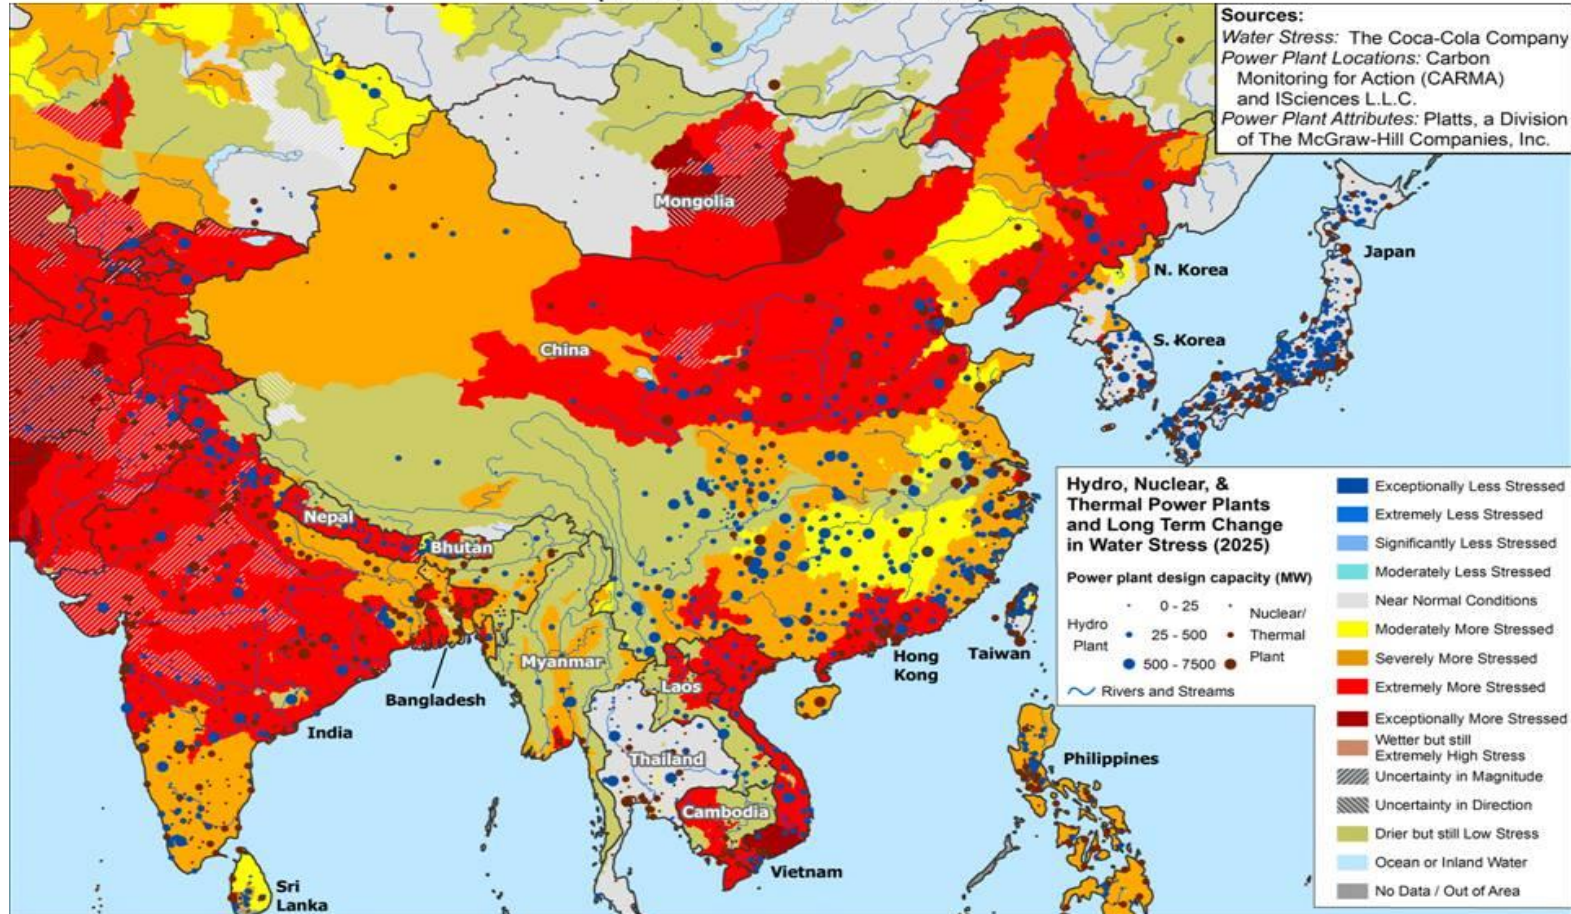 Sources:
Water Stress: The Coca-Cola Company
Power Plant Locations: Carbon
Monitoring for Action (CARMA)
and ISciences L.L.C.
Power Plant Attributes: Platts, a Division
of The McGraw-Hill Companies, Inc.
Mongolia
Japan
N. Korea
S. Korea
China
Nepal
Bhutan
Myanmar
Laos
Hong
Kong
Taiwan
Bangladesh
India
Thailand
Philippines
Cambodia
Vietnam
Sri
Lanka
Hydro, Nuclear, &
Thermal Power Plants
and Long Term Change
in Water Stress (2025)
Power plant design capacity (MW)
Hydro
Plant
0 - 25
25 - 500
500 - 7500
Nuclear/
Thermal
Plant
Rivers and Streams
Exceptionally Less Stressed
Extremely Less Stressed
Significantly Less Stressed
Moderately Less Stressed
Near Normal Conditions
Moderately More Stressed
Severely More Stressed
Extremely More Stressed
Exceptionally More Stressed
Wetter but still
Extremely High Stress
Uncertainty in Magnitude
Uncertainty in Direction
Drier but still Low Stress
Ocean or Inland Water
No Data / Out of Area